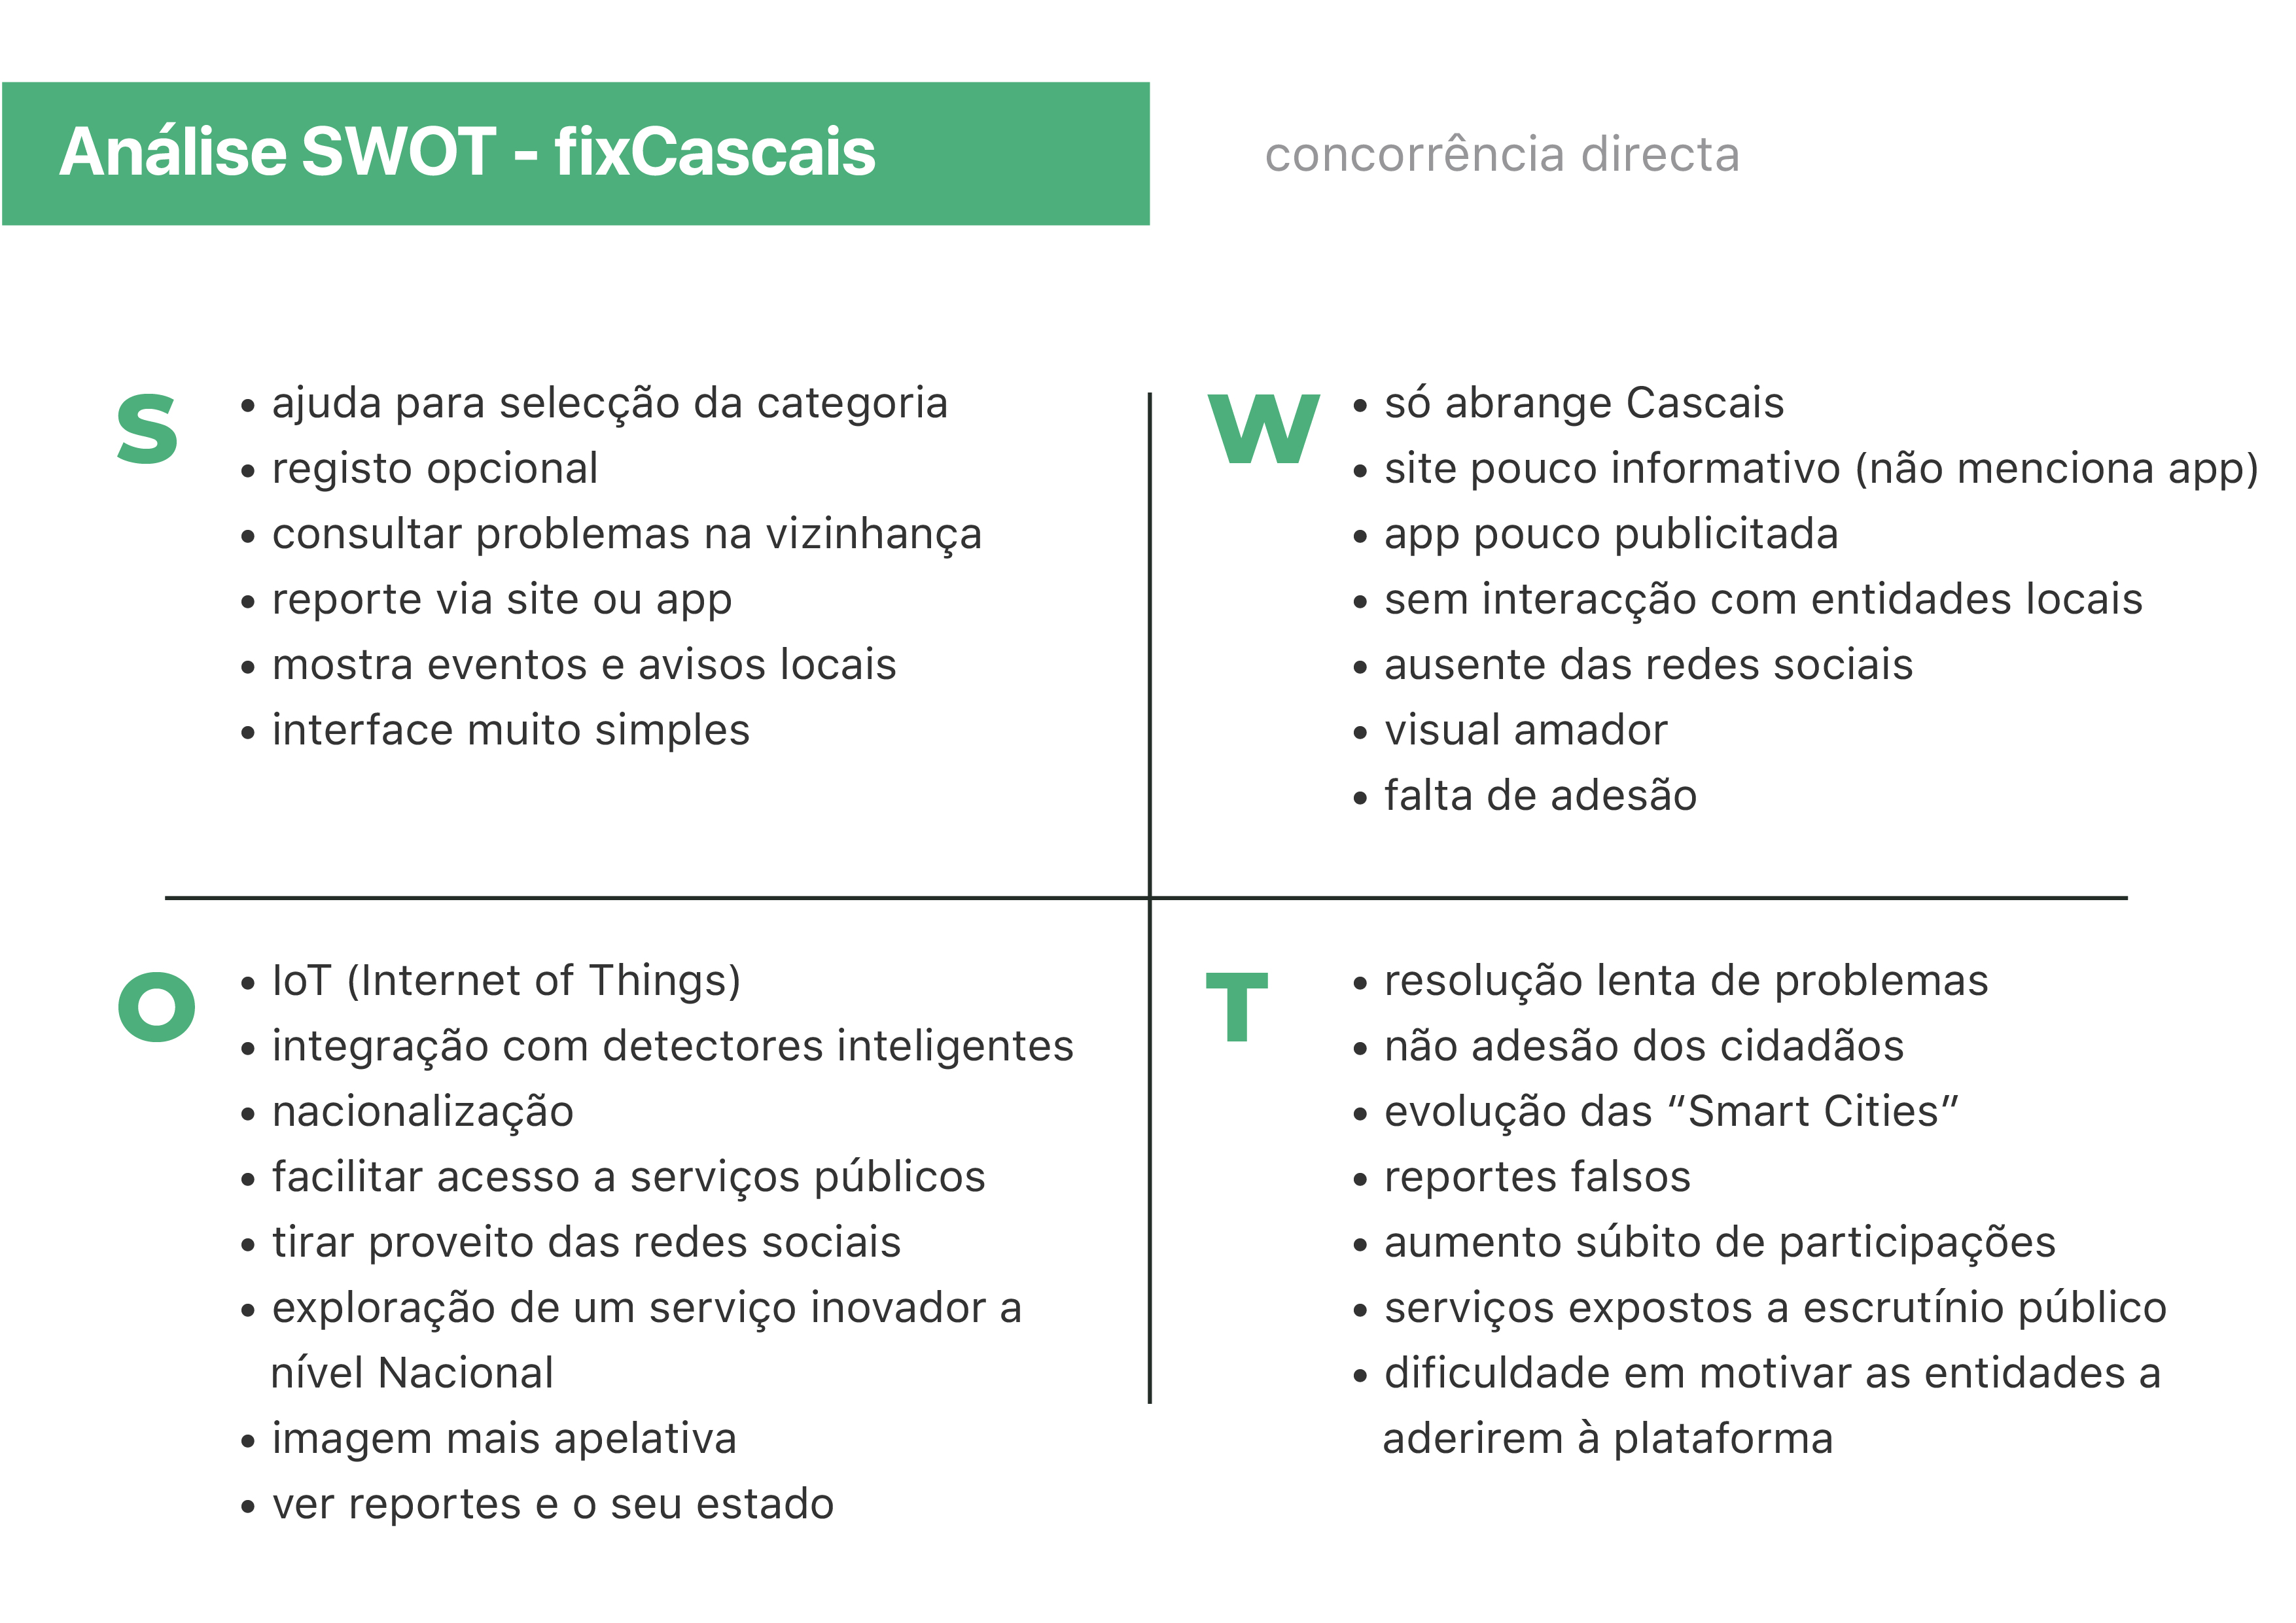 Análise SWOT - fixCascais
concorrência directa
S
• ajuda para selecção da categoria
• registo opcional
• consultar problemas na vizinhança
• reporte via site ou app
• mostra eventos e avisos locais
• interface muito simples
W
• só abrange Cascais
• site pouco informativo (não menciona app)
• app pouco publicitada
• sem interacção com entidades locais
• ausente das redes sociais
• visual amador
• falta de adesão
O
• IoT (Internet of Things)
• integração com detectores inteligentes
• nacionalização
• facilitar acesso a serviços públicos
• tirar proveito das redes sociais
• exploração de um serviço inovador a
nível Nacional
• imagem mais apelativa
• ver reportes e o seu estado
T
• resolução lenta de problemas
• não adesão dos cidadãos
• evolução das “Smart Cities”
• reportes falsos
• aumento súbito de participações
• serviços expostos a escrutínio público
• dificuldade em motivar as entidades a
aderirem à plataforma